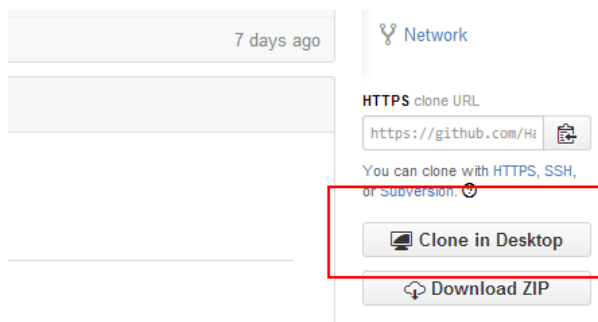 7 days ago
Network
HTTPS clone URL
https://github.com/Ha
You can clone with HTTPS, SSH,
or Subversion.
Clone in Desktop
Download ZIP